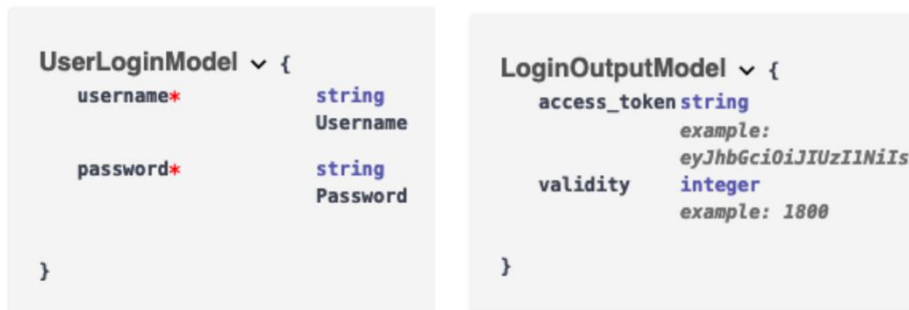 UserLoginModel {
username* string
Username
password* string
Password
}
LoginOutputModel {
access_token string
example:
eyJhbGciOiJIUzI1NiIs
validity integer
example: 1800
}